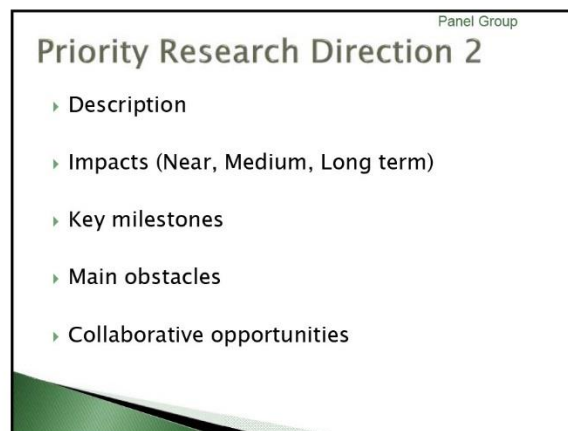 Panel Group
Priority Research Direction 2
Description
Impacts (Near, Medium, Long term)
Key milestones
Main obstacles
Collaborative opportunities